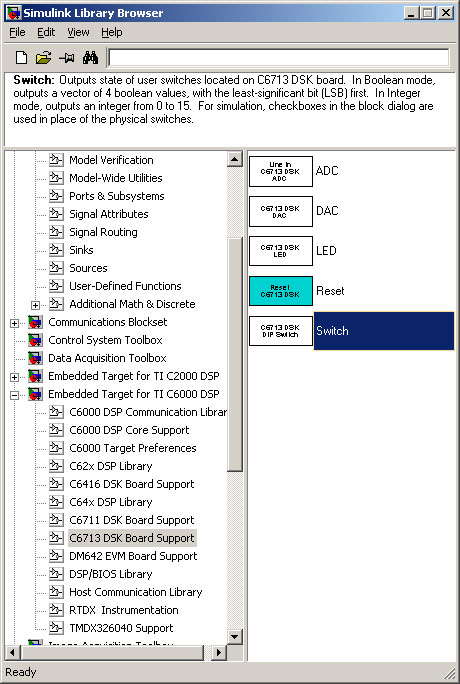 Simulink Library Browser
File Edit View Help
Switch: Outputs state of user switches located on C6713 DSK board. In Boolean mode,
outputs a vector of 4 boolean values, with the least-significant bit (LSB) first. In Integer
mode, outputs an integer from 0 to 15. For simulation, checkboxes in the block dialog are
used in place of the physical switches.
Model Verification
Model-Wide Utilities
Ports & Subsystems
Signal Attributes
Signal Routing
Sinks
Sources
User-Defined Functions
Additional Math & Discrete
Communications Blockset
Control System Toolbox
Data Acquisition Toolbox
Embedded Target for TI C2000 DSP
Embedded Target for TI C6000 DSP
C6000 DSP Communication Librar
C6000 DSP Core Support
C6000 Target Preferences
C62x DSP Library
C6416 DSK Board Support
C64x DSP Library
C6711 DSK Board Support
C6713 DSK Board Support
DM642 EVM Board Support
DSP/BIOS Library
Host Communication Library
RTDX Instrumentation
TMDX326040 Support
Image Acquisition Toolbox
Line In
C6713 DSK
ADC
ADC
C6713 DSK
DAC
DAC
C6713 DSK
LED
LED
Reset
C6713 DSK
Reset
C6713 DSK
DIP Switch
Switch
Ready